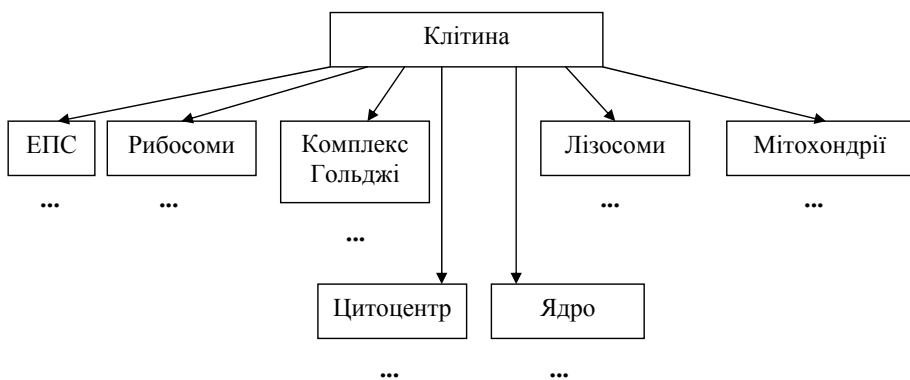 Клітина
ЕПС
Рибосоми
Комплекс
Гольджі
Лізосоми
Мітохондрії
...
...
...
...
...
Цитоцентр
Ядро
...
...